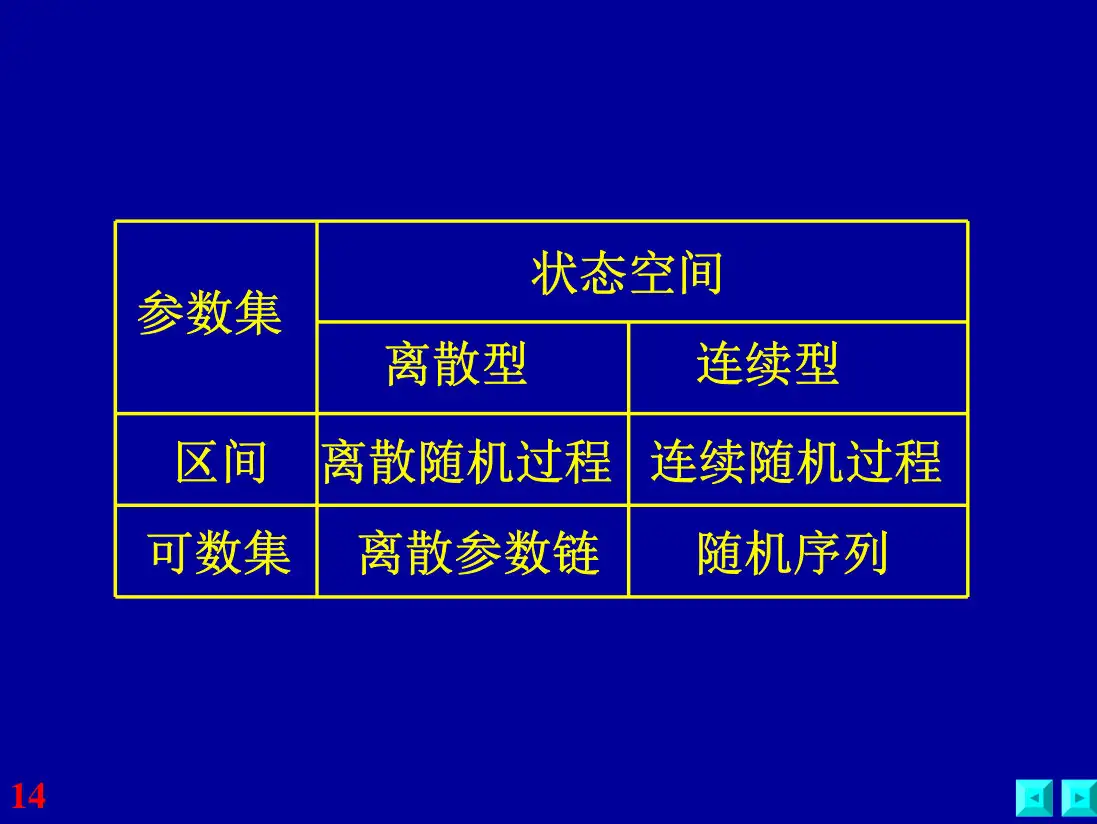 状态空间
参数集
离散型 连续型
区间 离散随机过程 连续随机过程
可数集 离散参数链 随机序列
14